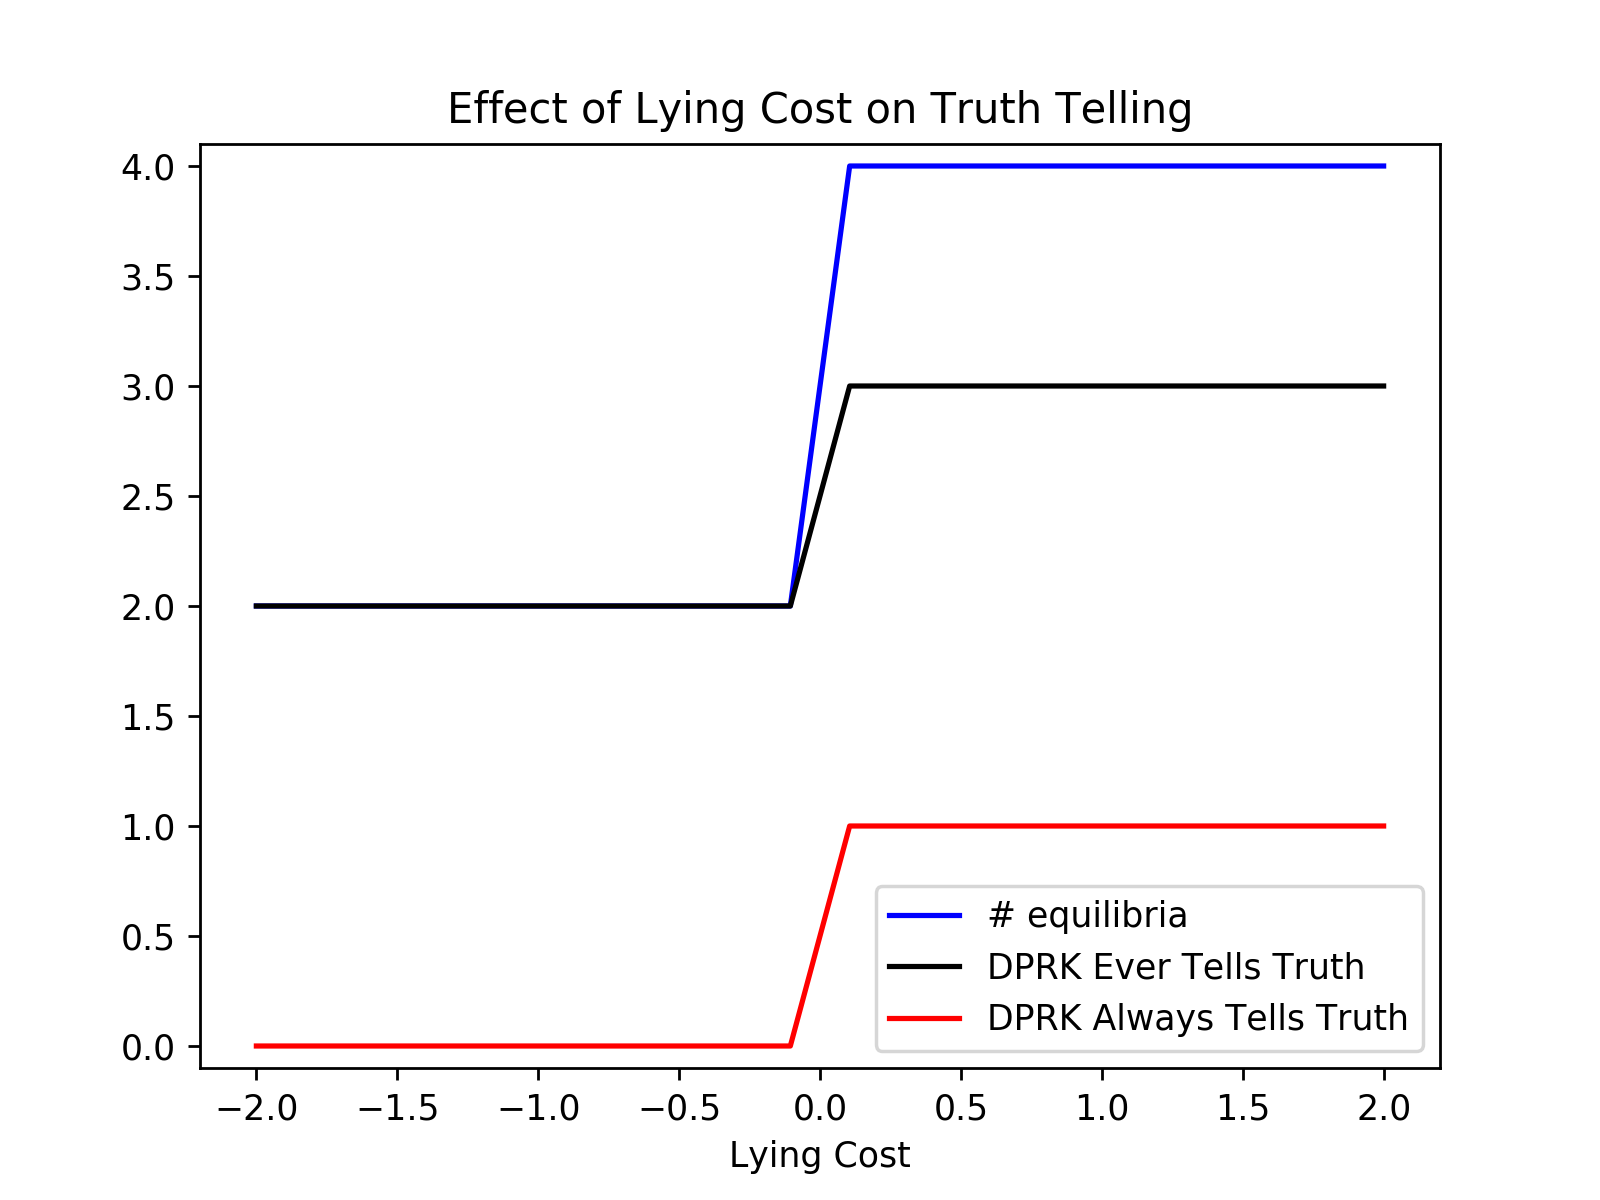 Effect of Lying Cost on Truth Telling
4.0
3.5
3.0
2.5
2.0
1.5
1.0
0.5
0.0
# equilibria
DPRK Ever Tells Truth
DPRK Always Tells Truth
−2.0 −1.5 −1.0 −0.5 0.0 0.5 1.0 1.5 2.0
Lying Cost